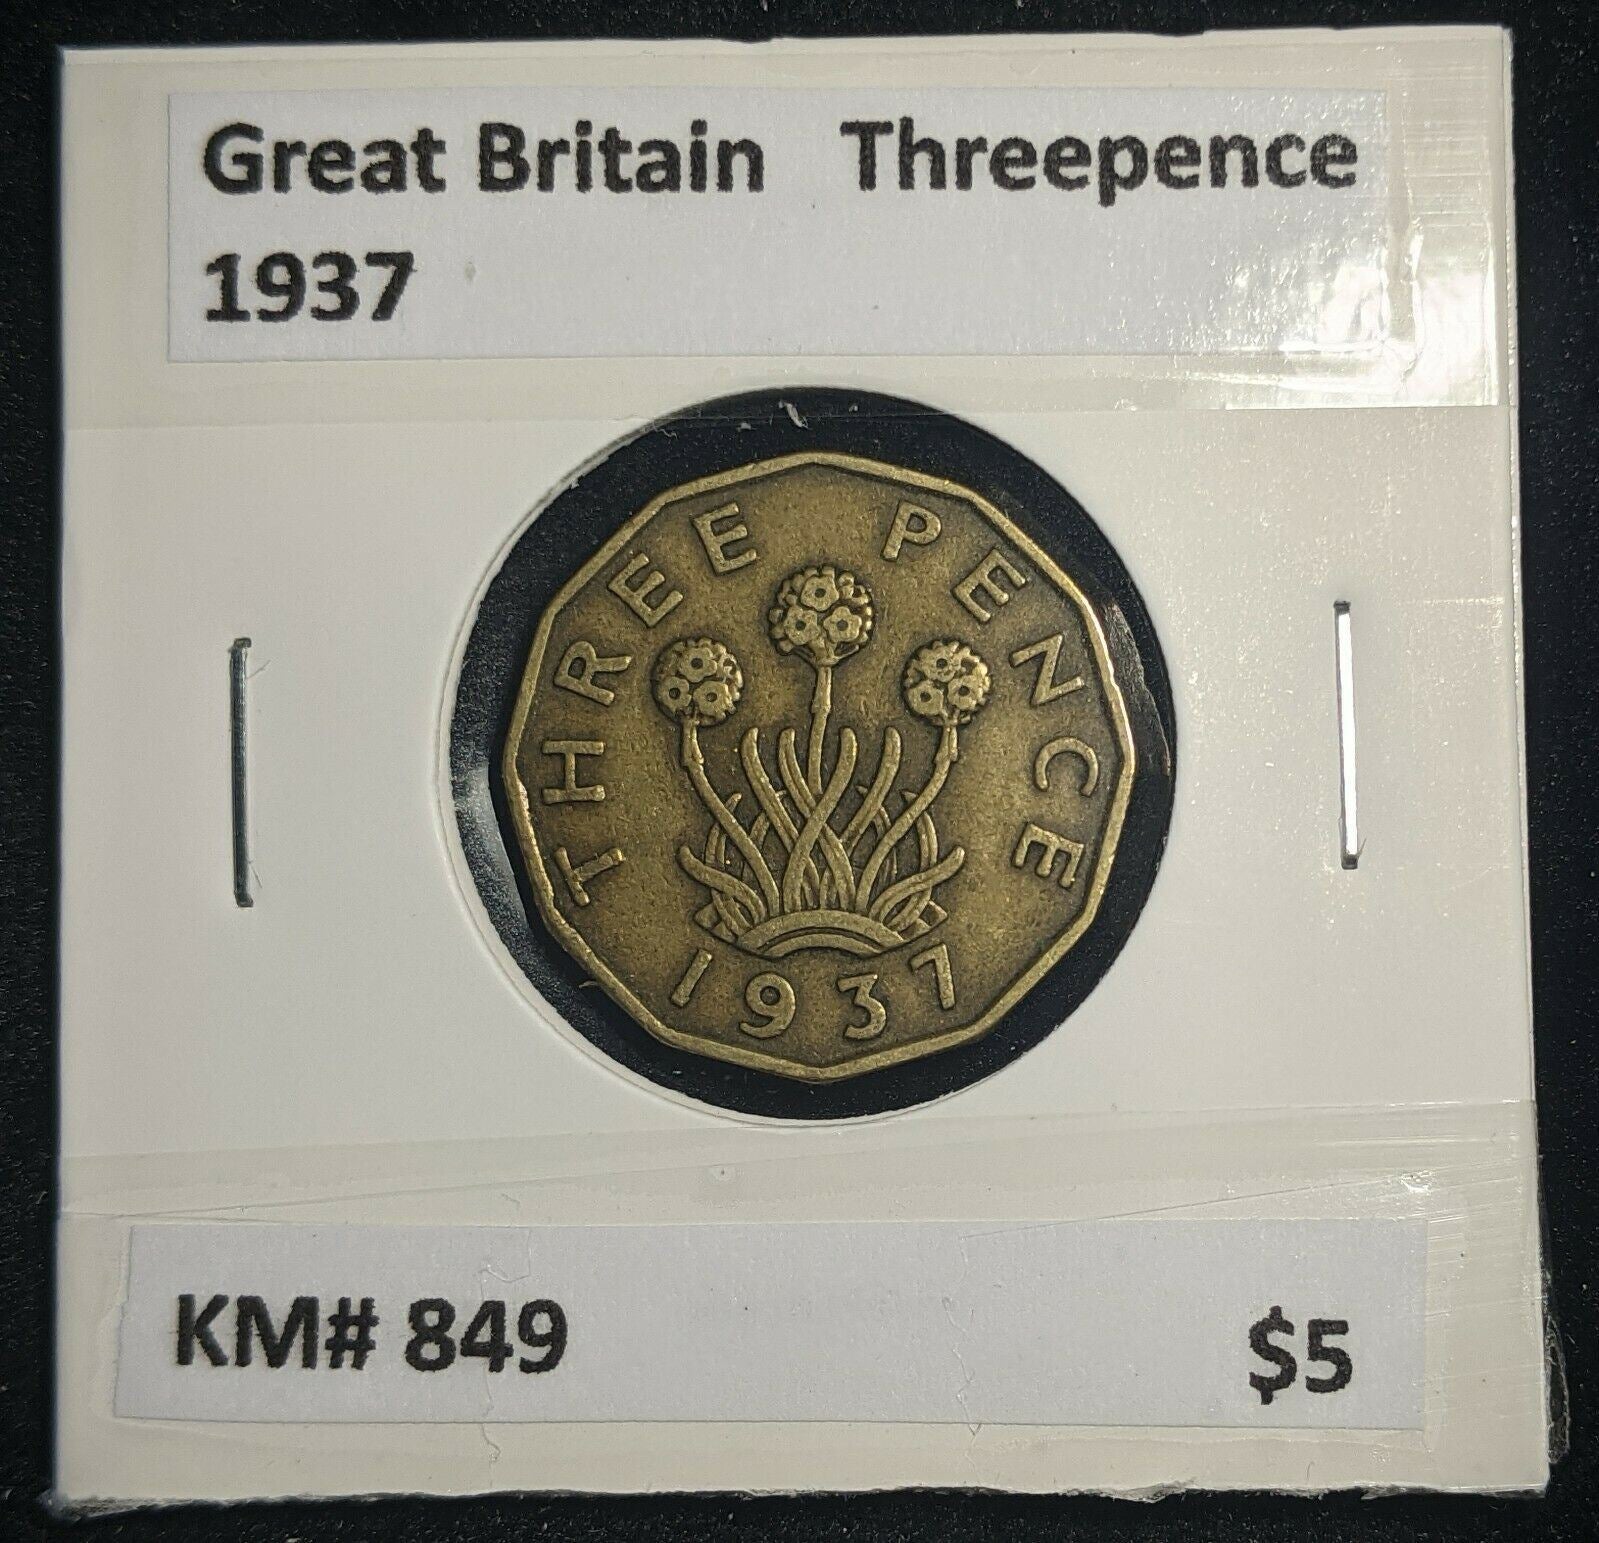 Great Britain Threepence
1937
THREE PENCE
1937
KM# 849 $5